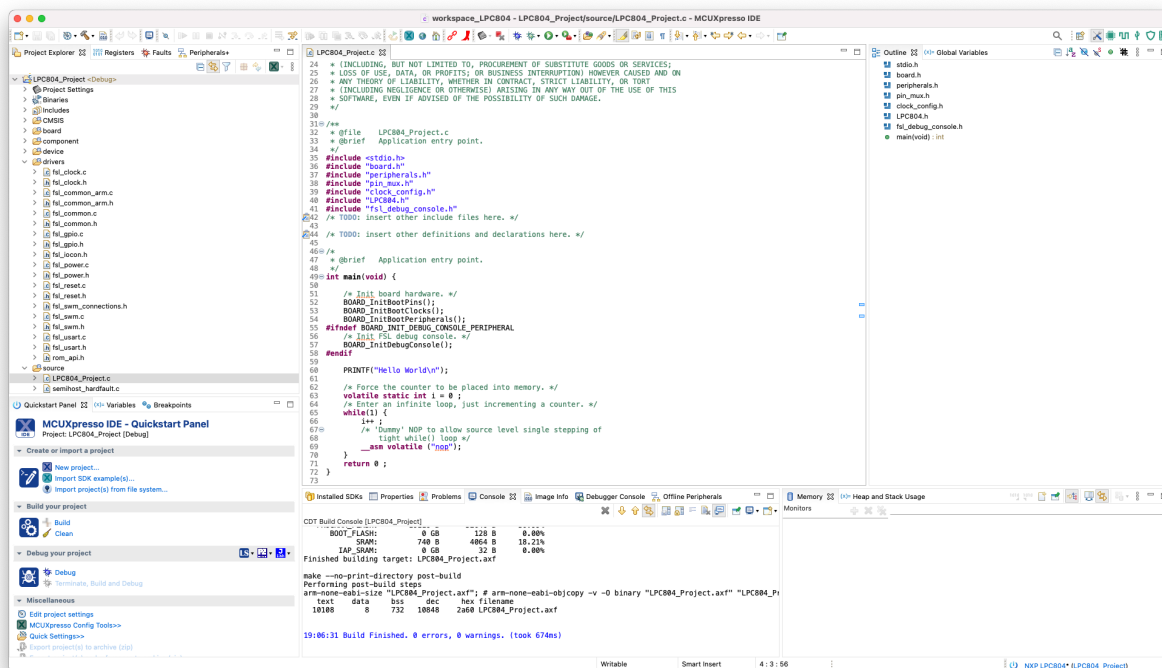 workspace_LPC804 - LPC804_Project/source/LPC804_Project.c - MCUXpresso IDE
Project Explorer
Registers
Faults
Peripherals+
LPC804_Project <Debug>
Project Settings
Binaries
Includes
CMSIS
board
component
device
drivers
fsl_clock.c
fsl_clock.h
fsl_common_arm.c
fsl_common_arm.h
fsl_common.c
fsl_common.h
fsl_gpio.c
fsl_gpio.h
fsl_iocon.h
fsl_power.c
fsl_power.h
fsl_reset.c
fsl_reset.h
fsl_swm_connections.h
fsl_swm.c
fsl_swm.h
fsl_usart.c
fsl_usart.h
rom_api.h
source
LPC804_Project.c
semihost_hardfault.c
LPC804_Project.c
24 * (INCLUDING, BUT NOT LIMITED TO, PROCUREMENT OF SUBSTITUTE GOODS OR SERVICES;
25 * LOSS OF USE, DATA, OR PROFITS; OR BUSINESS INTERRUPTION) HOWEVER CAUSED AND ON
26 * ANY THEORY OF LIABILITY, WHETHER IN CONTRACT, STRICT LIABILITY, OR TORT
27 * (INCLUDING NEGLIGENCE OR OTHERWISE) ARISING IN ANY WAY OUT OF THE USE OF THIS
28 * SOFTWARE, EVEN IF ADVISED OF THE POSSIBILITY OF SUCH DAMAGE.
29 */
30
31 /**
32 * @file    LPC804_Project.c
33 * @brief   Application entry point.
34 */
35 #include <stdio.h>
36 #include "board.h"
37 #include "peripherals.h"
38 #include "pin_mux.h"
39 #include "clock_config.h"
40 #include "LPC804.h"
41 #include "fsl_debug_console.h"
42 /* TODO: insert other include files here. */
43
44 /* TODO: insert other definitions and declarations here. */
45
46 /*
47 * @brief   Application entry point.
48 */
49 int main(void) {
50
51 /* Init board hardware. */
52 BOARD_InitBootPins();
53 BOARD_InitBootClocks();
54 BOARD_InitBootPeripherals();
55 #ifndef BOARD_INIT_DEBUG_CONSOLE_PERIPHERAL
56 /* Init FSL debug console. */
57 BOARD_InitDebugConsole();
58 #endif
59
60 PRINTF("Hello World\n");
61
62 /* Force the counter to be placed into memory. */
63 volatile static int i = 0 ;
64 /* Enter an infinite loop, just incrementing a counter. */
65 while(1) {
66 i++ ;
67 /* 'Dummy' NOP to allow source level single stepping of
68 tight while() loop */
69 __asm volatile ("nop");
70 }
71 return 0 ;
72 }
73
Outline
Global Variables
stdio.h
board.h
peripherals.h
pin_mux.h
clock_config.h
LPC804.h
fsl_debug_console.h
main(void) : int
Quickstart Panel
Variables
Breakpoints
MCUXpresso IDE - Quickstart Panel
IDE
Project: LPC804_Project [Debug]
Create or import a project
New project...
Import SDK example(s)...
Import project(s) from file system...
Build your project
Build
Clean
Debug your project
LS
Debug
Terminate, Build and Debug
Miscellaneous
Edit project settings
MCUXpresso Config Tools>>
Quick Settings>>
Export project(s) to archive (zip)
Installed SDKs
Properties
Problems
Console
Image Info
Debugger Console
Offline Peripherals
CDT Build Console [LPC804_Project]
BOOT_FLASH: 0 GB 128 B 0.00%
SRAM: 740 B 4064 B 18.21%
IAP_SRAM: 0 GB 32 B 0.00%
Finished building target: LPC804_Project.axf
make --no-print-directory post-build
Performing post-build steps
arm-none-eabi-size "LPC804_Project.axf"; # arm-none-eabi-objcopy -v -O binary "LPC804_Project.axf" "LPC804_Pr
text data bss dec hex filename
10108 8 732 10848 2a60 LPC804_Project.axf
19:06:31 Build Finished. 0 errors, 0 warnings. (took 674ms)
Memory
Heap and Stack Usage
Monitors
Writable
Smart Insert
4 : 3 : 56
NXP LPC804* (LPC804_Project)